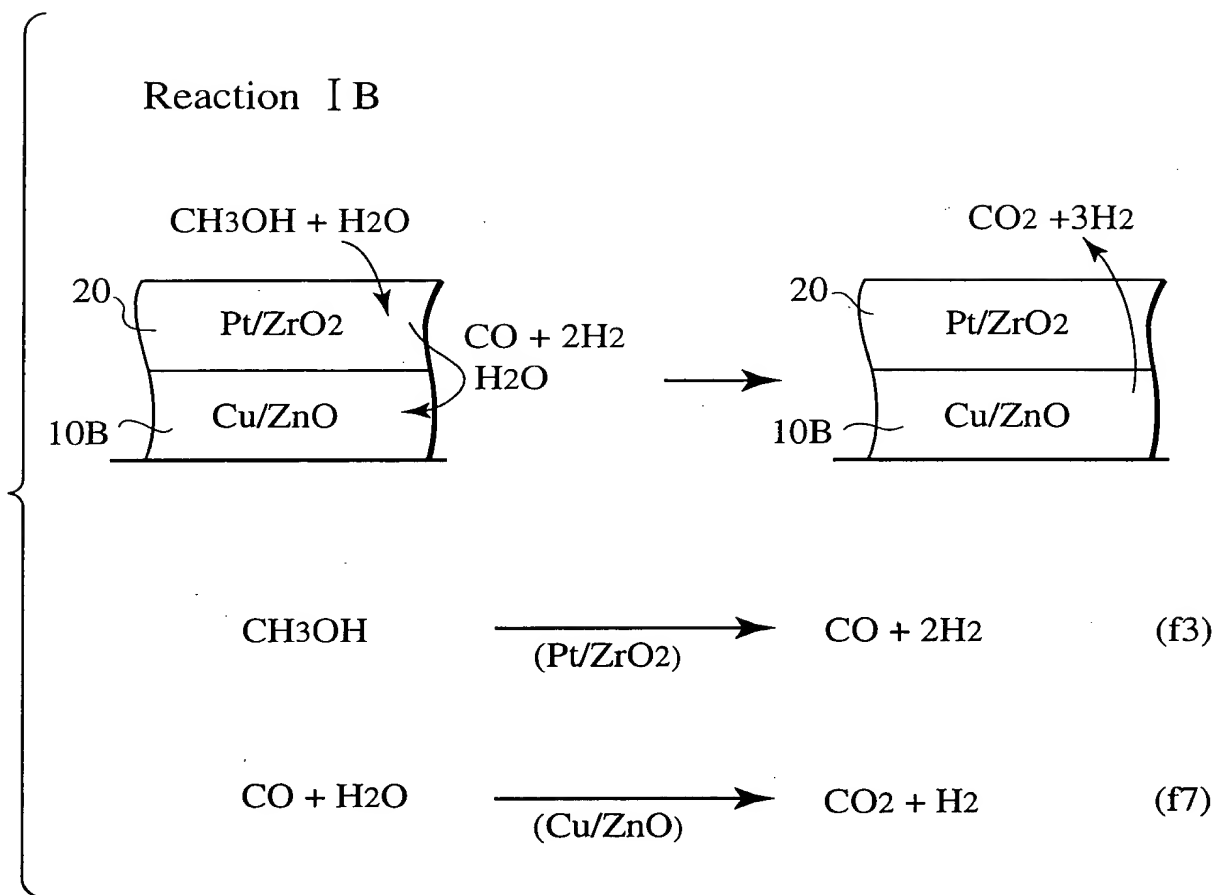 Reaction I B
CH3OH + H2O
20
Pt/ZrO2
CO + 2H2
H2O
Cu/ZnO
10B
CO2 +3H2
20
Pt/ZrO2
Cu/ZnO
10B
CH3OH (Pt/ZrO2) CO + 2H2 (f3)
CO + H2O (Cu/ZnO) CO2 + H2 (f7)